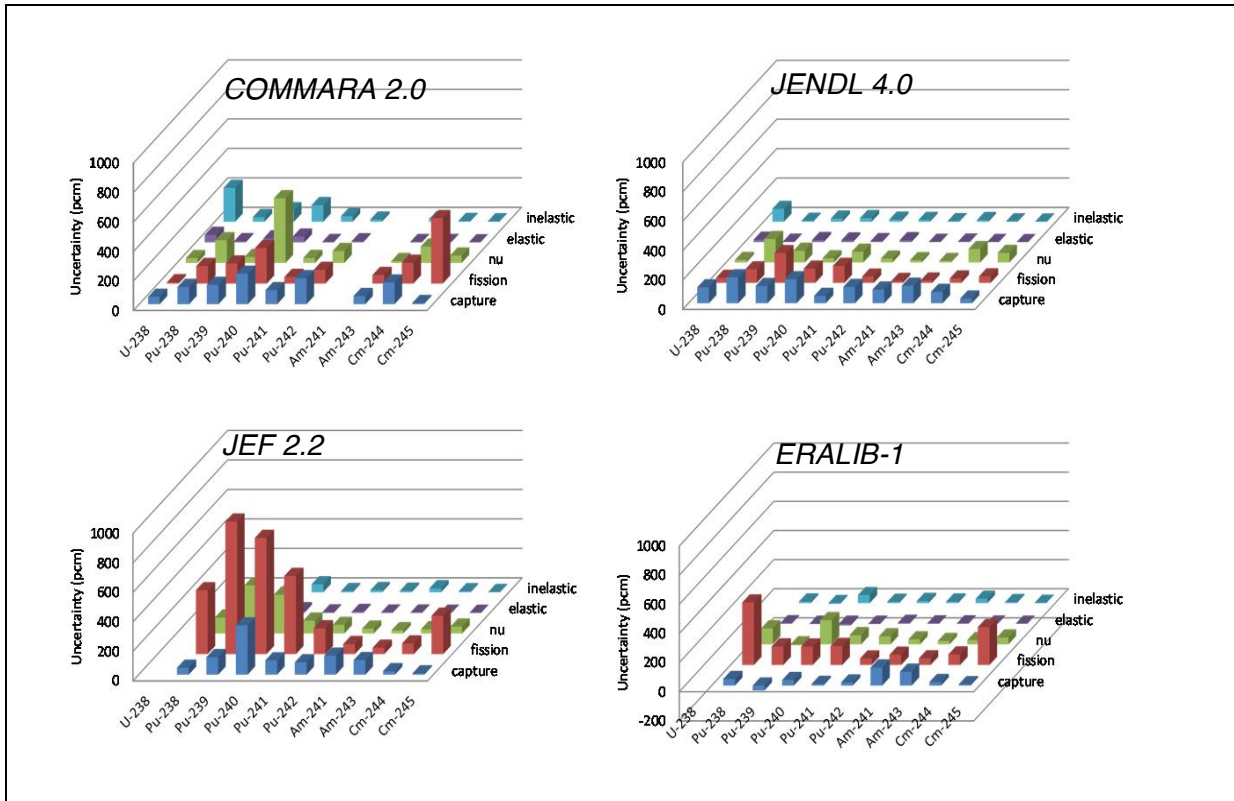 COMMARA 2.0
Uncertainty (pcm)
1000
800
600
400
200
0
inelastic
elastic
nu
fission
capture
U-238
Pu-238
Pu-239
Pu-240
Pu-241
Pu-242
Am-241
Am-243
Cm-244
Cm-245
JENDL 4.0
Uncertainty (pcm)
1000
800
600
400
200
0
inelastic
elastic
nu
fission
capture
U-238
Pu-238
Pu-239
Pu-240
Pu-241
Pu-242
Am-241
Am-243
Cm-244
Cm-245
JEF 2.2
Uncertainty (pcm)
1000
800
600
400
200
0
inelastic
elastic
nu
fission
capture
U-238
Pu-238
Pu-239
Pu-240
Pu-241
Pu-242
Am-241
Am-243
Cm-244
Cm-245
ERALIB-1
Uncertainty (pcm)
1000
800
600
400
200
0
-200
inelastic
elastic
nu
fission
capture
U-238
Pu-238
Pu-239
Pu-240
Pu-241
Pu-242
Am-241
Am-243
Cm-244
Cm-245